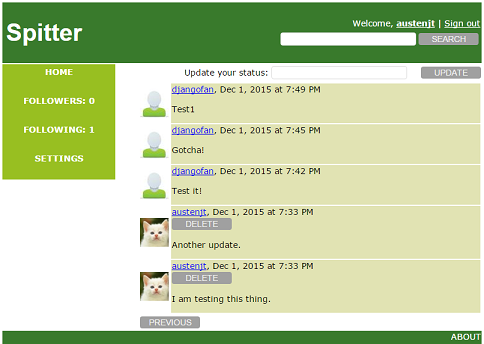 Spitter
Welcome, austenjt | Sign out
SEARCH
HOME
FOLLOWERS: 0
FOLLOWING: 1
SETTINGS
Update your status: UPDATE
djangofan, Dec 1, 2015 at 7:49 PM
Test1
djangofan, Dec 1, 2015 at 7:45 PM
Gotcha!
djangofan, Dec 1, 2015 at 7:42 PM
Test it!
austenjt, Dec 1, 2015 at 7:33 PM
DELETE
Another update.
austenjt, Dec 1, 2015 at 7:33 PM
DELETE
I am testing this thing.
PREVIOUS
ABOUT